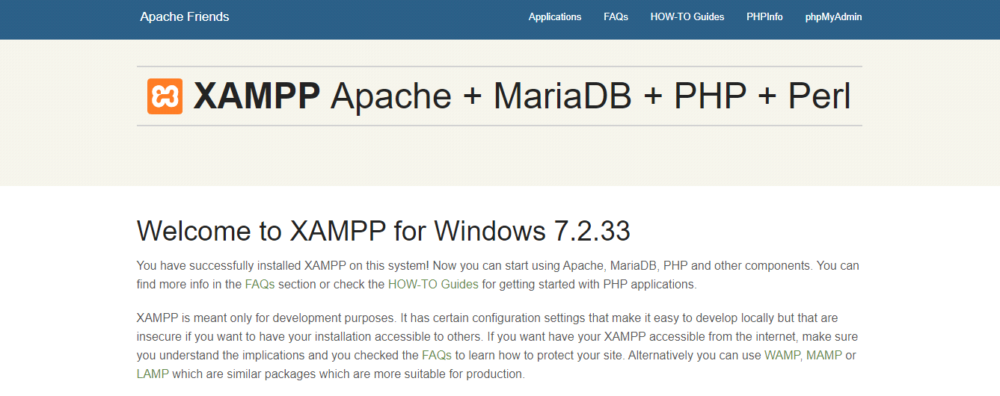 Apache Friends
Applications
FAQs
HOW-TO Guides
PHPInfo
phpMyAdmin
XAMPP Apache + MariaDB + PHP + Perl
Welcome to XAMPP for Windows 7.2.33
You have successfully installed XAMPP on this system! Now you can start using Apache, MariaDB, PHP and other components. You can
find more info in the FAQs section or check the HOW-TO Guides for getting started with PHP applications.
XAMPP is meant only for development purposes. It has certain configuration settings that make it easy to develop locally but that are
insecure if you want to have your installation accessible to others. If you want have your XAMPP accessible from the internet, make sure
you understand the implications and you checked the FAQs to learn how to protect your site. Alternatively you can use WAMP, MAMP or
LAMP which are similar packages which are more suitable for production.